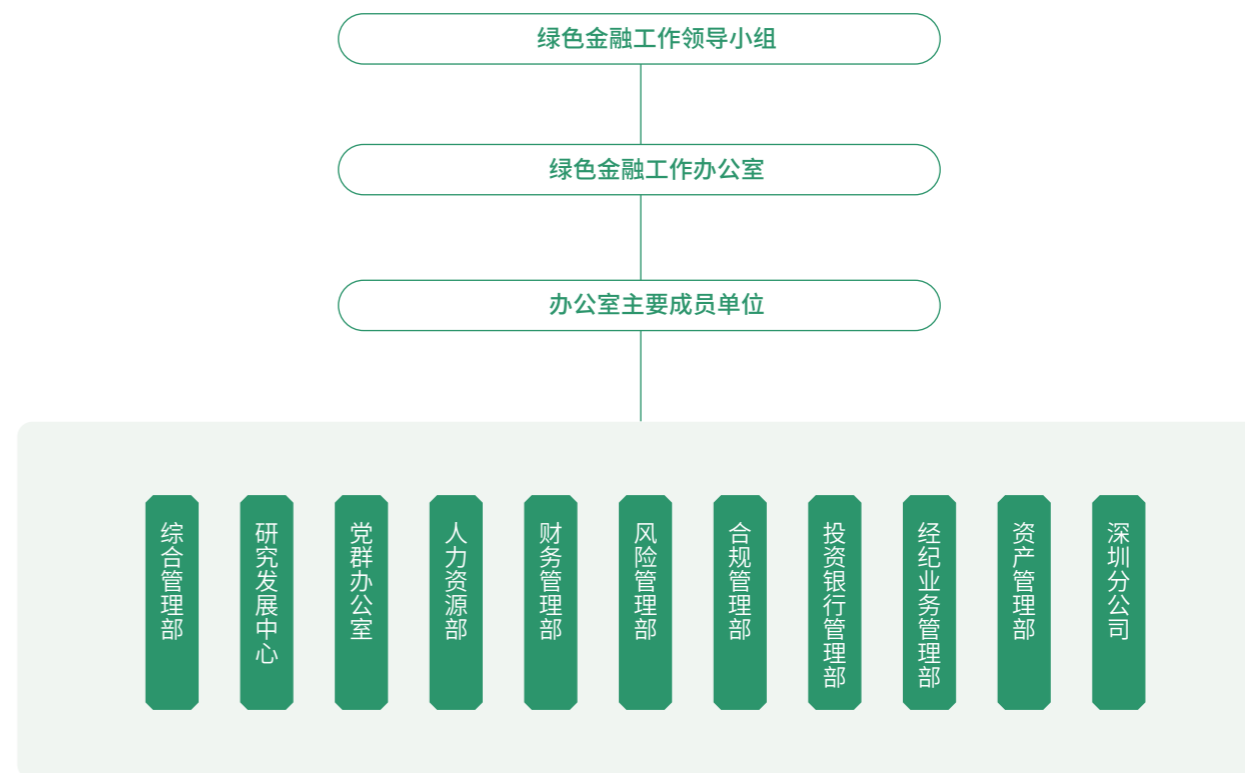 绿色金融工作领导小组
绿色金融工作办公室
办公室主要成员单位
综合管理部
研究发展中心
党群办公室
人力资源部
财务管理部
风险管理部
合规管理部
投资银行管理部
经纪业务管理部
资产管理部
深圳分公司